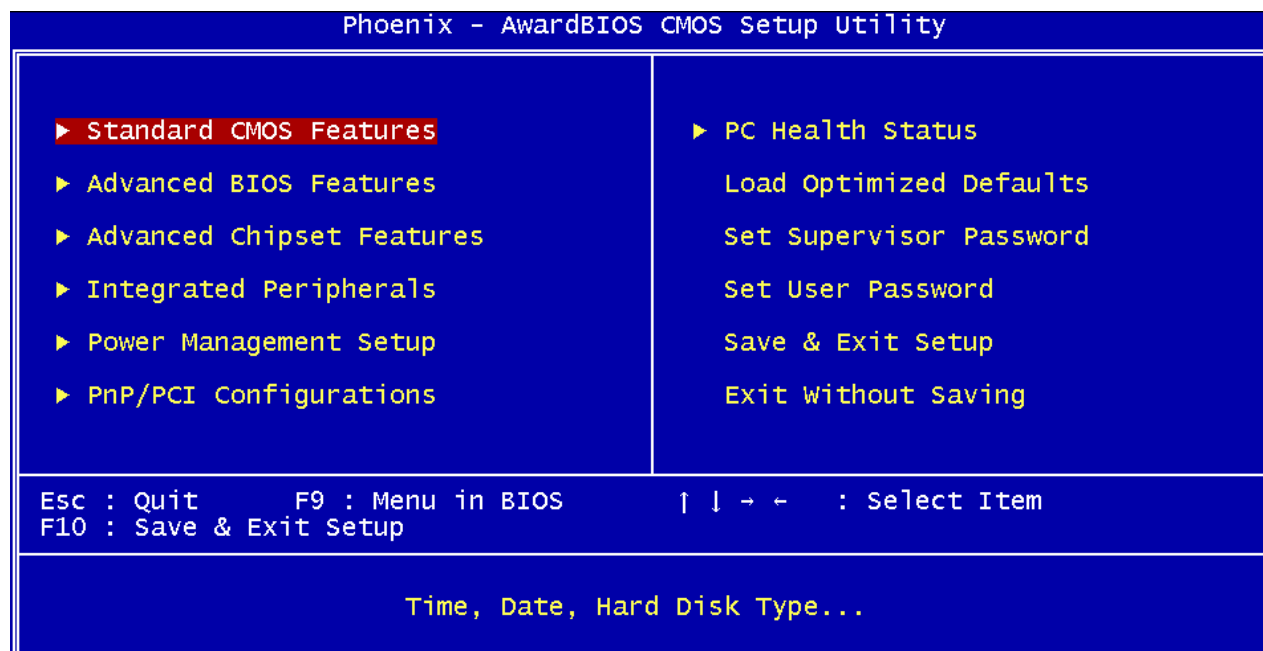 Phoenix - AwardBIOS CMOS Setup Utility
▶ Standard CMOS Features
▶ Advanced BIOS Features
▶ Advanced Chipset Features
▶ Integrated Peripherals
▶ Power Management Setup
▶ PnP/PCI Configurations
▶ PC Health Status
Load Optimized Defaults
Set Supervisor Password
Set User Password
Save & Exit Setup
Exit Without Saving
Esc : Quit F9 : Menu in BIOS ↑ ↓ → ← : Select Item
F10 : Save & Exit Setup
Time, Date, Hard Disk Type...